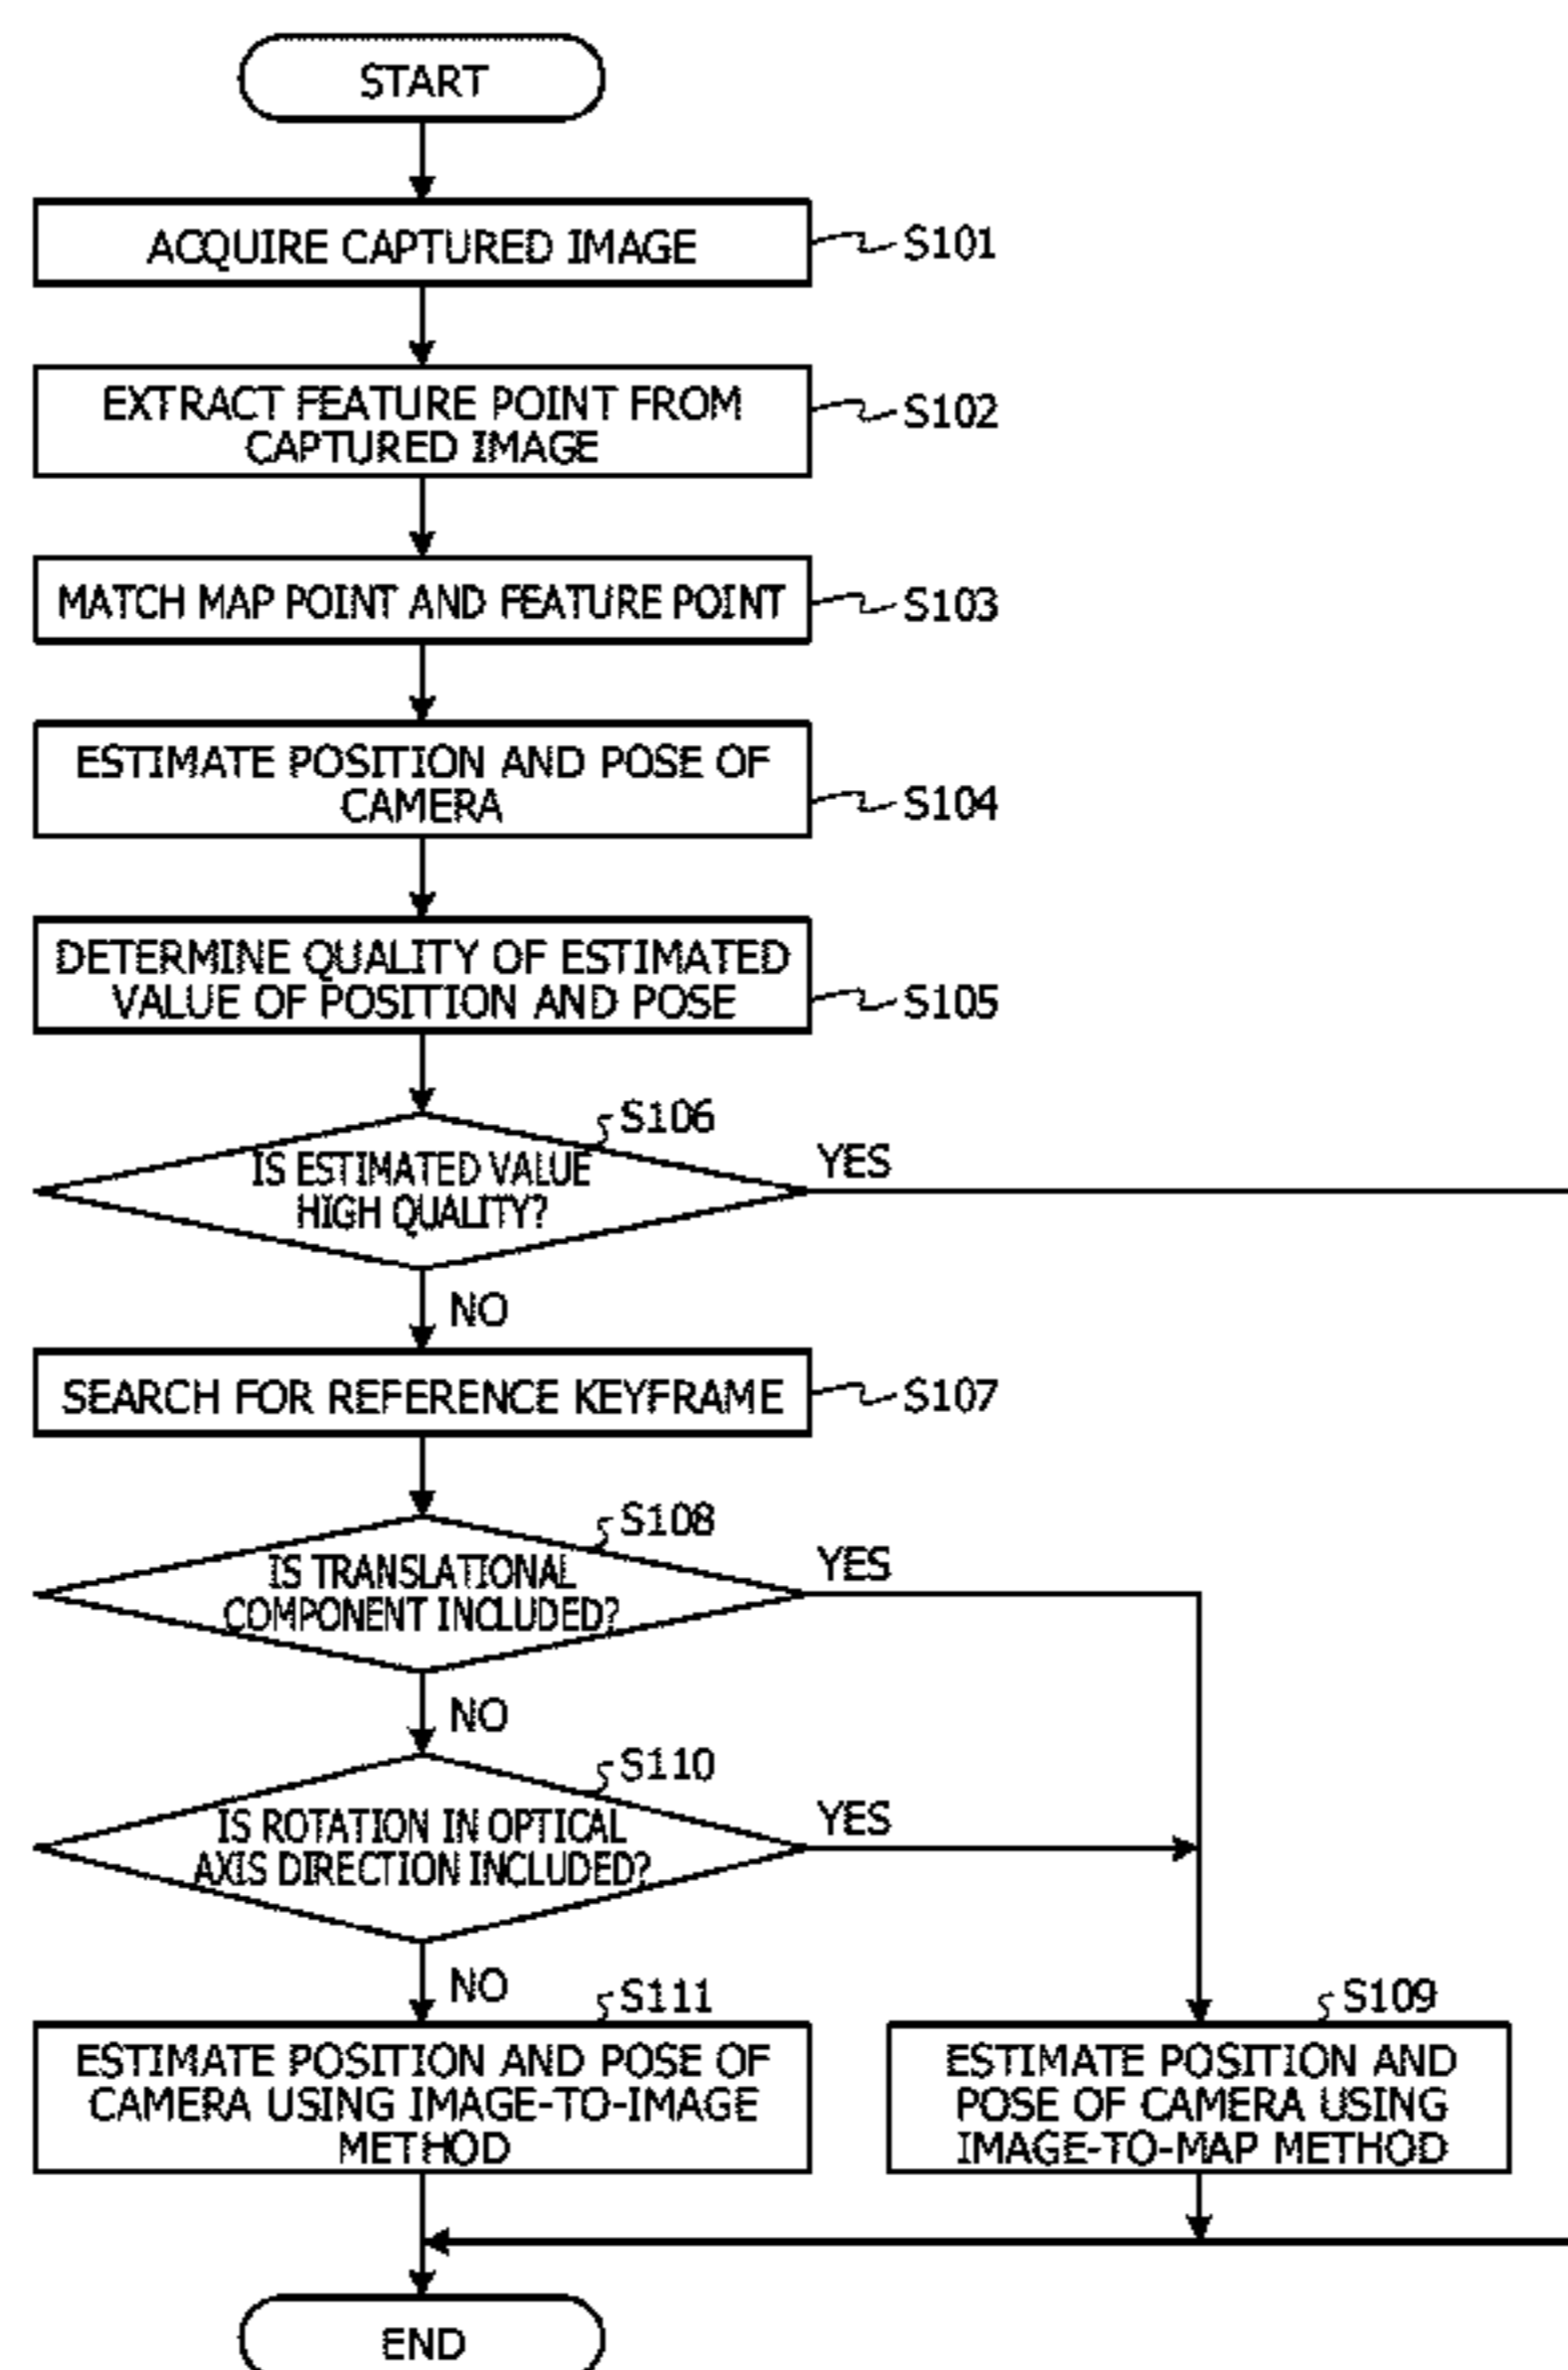 START
ACQUIRE CAPTURED IMAGE
S101
EXTRACT FEATURE POINT FROM
CAPTURED IMAGE
S102
MATCH MAP POINT AND FEATURE POINT
S103
ESTIMATE POSITION AND POSE OF
CAMERA
S104
DETERMINE QUALITY OF ESTIMATED
VALUE OF POSITION AND POSE
S105
S106
IS ESTIMATED VALUE
HIGH QUALITY?
YES
NO
SEARCH FOR REFERENCE KEYFRAME
S107
S108
IS TRANSLATIONAL
COMPONENT INCLUDED?
YES
NO
S110
IS ROTATION IN OPTICAL
AXIS DIRECTION INCLUDED?
YES
NO
S111
ESTIMATE POSITION AND POSE OF
CAMERA USING IMAGE-TO-IMAGE
METHOD
S109
ESTIMATE POSITION AND
POSE OF CAMERA USING
IMAGE-TO-MAP METHOD
END